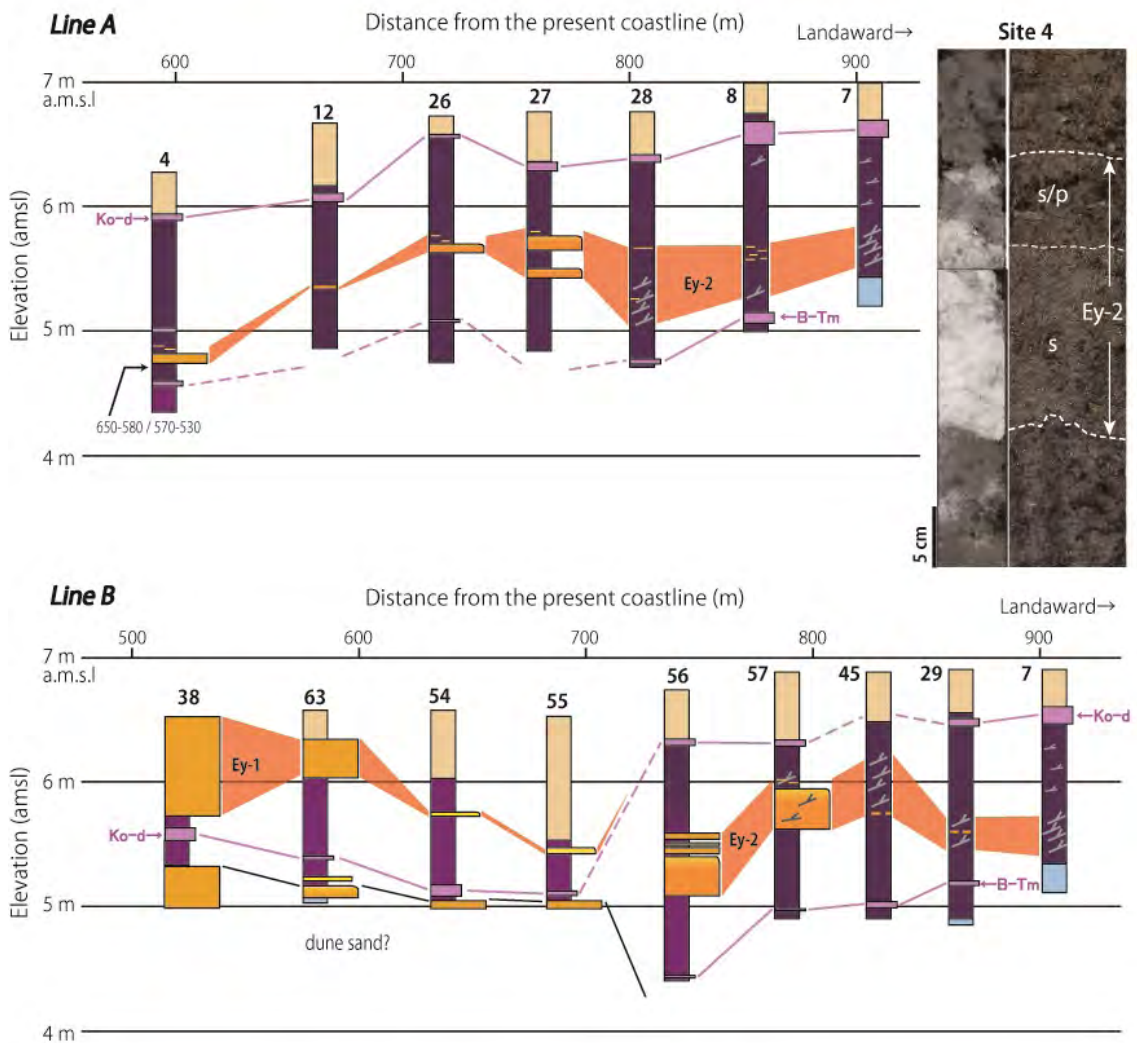 Line A
Distance from the present coastline (m)
Landaward→
Site 4
600
700
800
900
7 m
a.m.s.l
6 m
5 m
4 m
Elevation (amsl)
4
12
26
27
28
8
7
Ko-d→
Ey-2
←B-Tm
650-580 / 570-530
s/p
Ey-2
s
5 cm
Line B
Distance from the present coastline (m)
Landaward→
500
600
700
800
900
7 m
a.m.s.l
6 m
5 m
4 m
Elevation (amsl)
38
63
54
55
56
57
45
29
7
Ey-1
Ko-d→
Ey-2
←Ko-d
←B-Tm
dune sand?